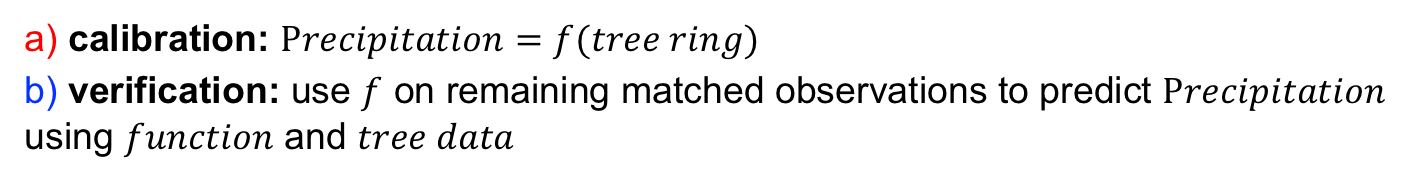 a) calibration: Precipitation = f(tree ring)
b) verification: use f on remaining matched observations to predict Precipitation
using function and tree data